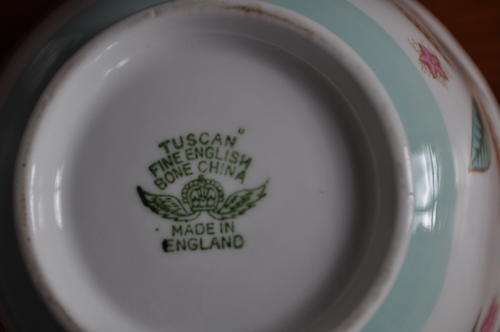 TUSCAN
FINE ENGLISH
BONE CHINA
MADE IN
ENGLAND